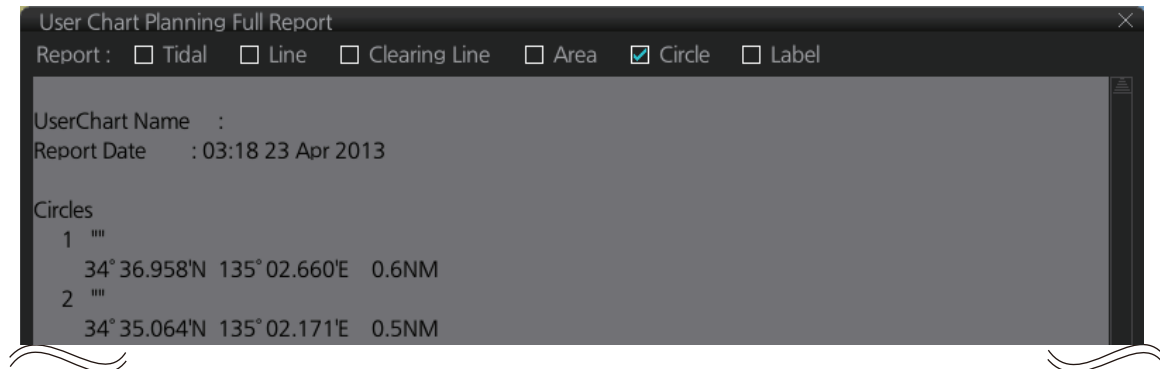 User Chart Planning Full Report
Report : Tidal Line Clearing Line Area Circle Label
UserChart Name :
Report Date : 03:18 23 Apr 2013
Circles
1 ""
34°36.958'N 135°02.660'E 0.6NM
2 ""
34°35.064'N 135°02.171'E 0.5NM